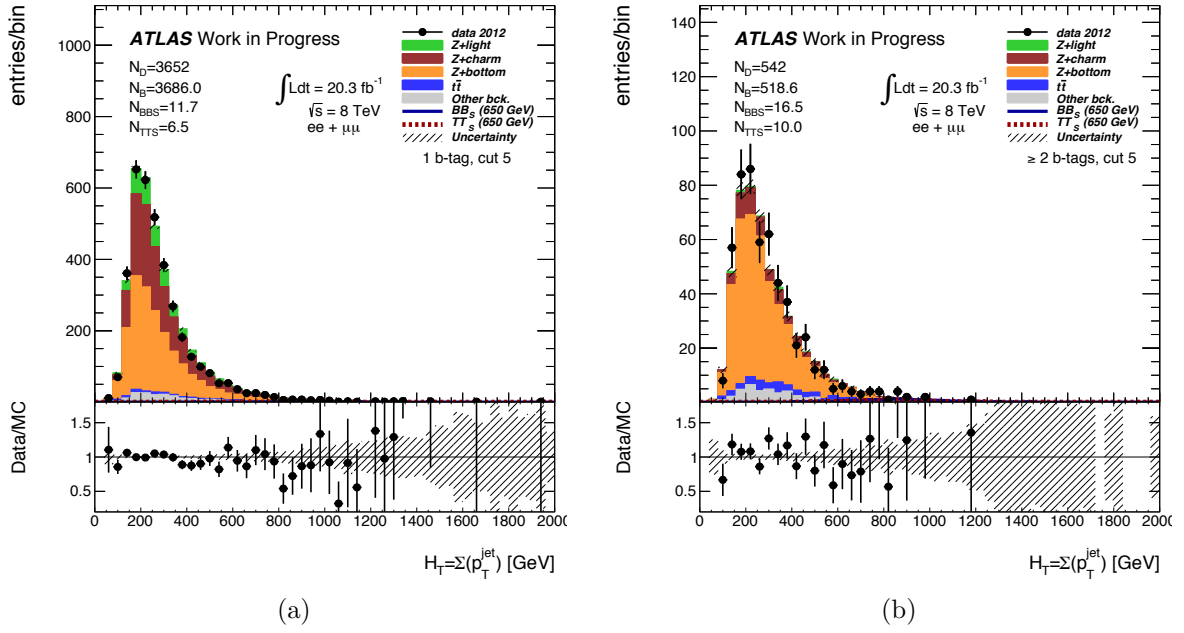 entries/bin
ATLAS Work in Progress
N_D=3652
N_B=3686.0
N_BBS=11.7
N_TTS=6.5
∫Ldt = 20.3 fb⁻¹
√s = 8 TeV
ee + μμ
data 2012
Z+light
Z+charm
Z+bottom
tt̄
Other bck.
BB_S (650 GeV)
TT_S (650 GeV)
Uncertainty
1 b-tag, cut 5
1000
800
600
400
200
Data/MC
1.5
1
0.5
0 200 400 600 800 1000 1200 1400 1600 1800 2000
H_T=Σ(p_T^jet) [GeV]
(a)
entries/bin
ATLAS Work in Progress
N_D=542
N_B=518.6
N_BBS=16.5
N_TTS=10.0
∫Ldt = 20.3 fb⁻¹
√s = 8 TeV
ee + μμ
data 2012
Z+light
Z+charm
Z+bottom
tt̄
Other bck.
BB_S (650 GeV)
TT_S (650 GeV)
Uncertainty
≥ 2 b-tags, cut 5
140
120
100
80
60
40
20
Data/MC
1.5
1
0.5
0 200 400 600 800 1000 1200 1400 1600 1800 2000
H_T=Σ(p_T^jet) [GeV]
(b)